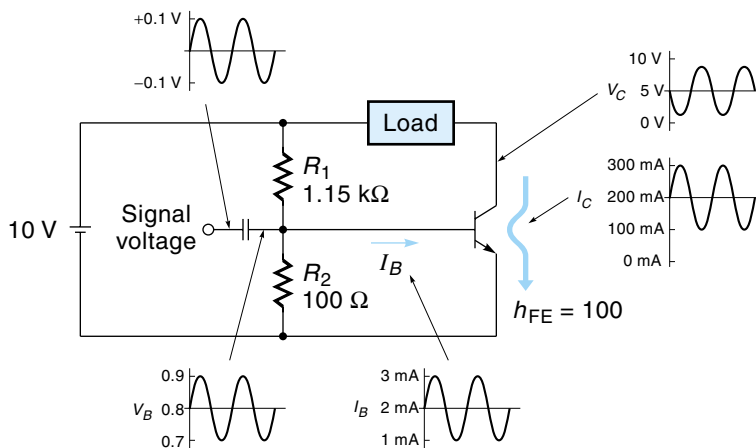 +0.1 V
−0.1 V
10 V
V_C
5 V
0 V
Load
R1
1.15 kΩ
300 mA
200 mA
I_C
100 mA
0 mA
Signal
voltage
10 V
I_B
R2
100 Ω
h_FE = 100
0.9
V_B
0.8
0.7
3 mA
I_B
2 mA
1 mA